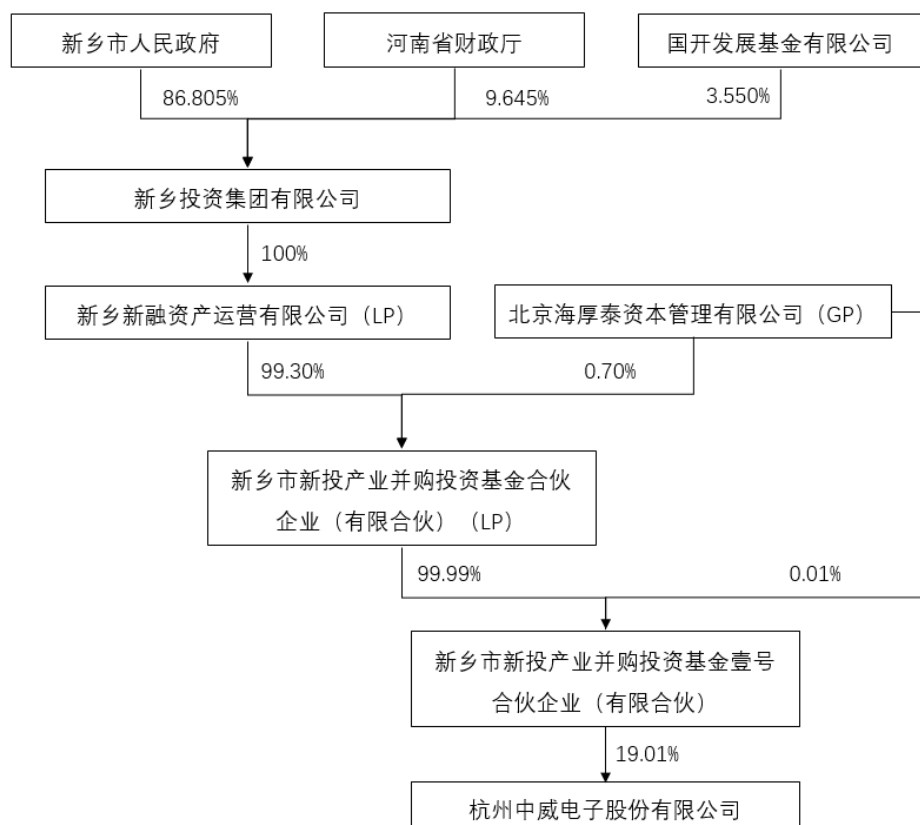 新乡市人民政府
河南省财政厅
国开发展基金有限公司
86.805%
9.645%
3.550%
新乡投资集团有限公司
100%
新乡新融资产运营有限公司（LP）
北京海厚泰资本管理有限公司（GP）
99.30%
0.70%
新乡市新投产业并购投资基金合伙
企业（有限合伙）（LP）
99.99%
0.01%
新乡市新投产业并购投资基金壹号
合伙企业（有限合伙）
19.01%
杭州中威电子股份有限公司